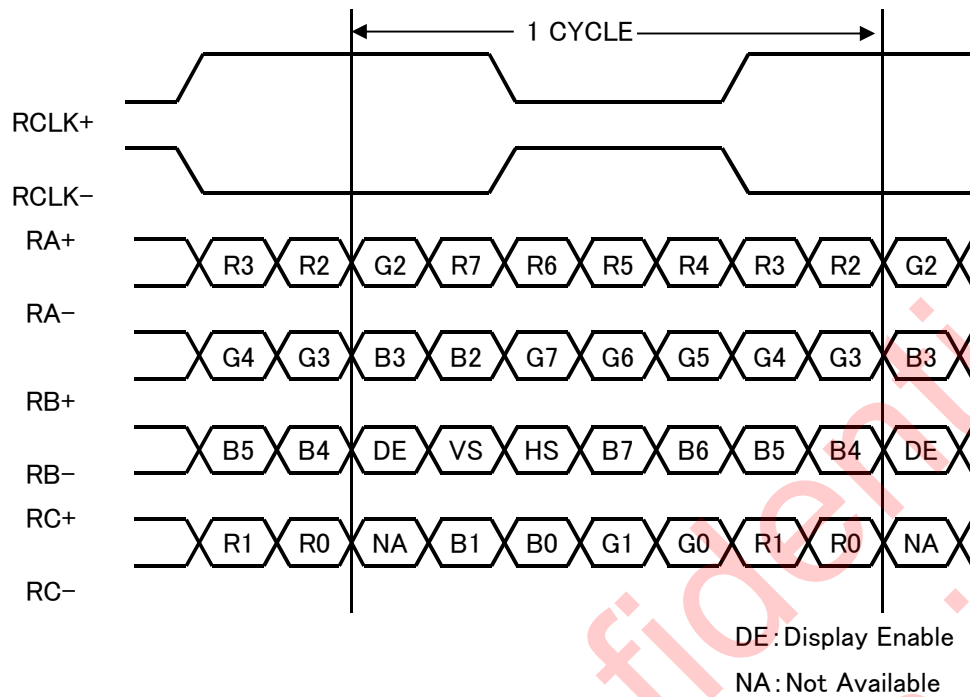 1 CYCLE
RCLK+
RCLK-
RA+
R3 R2 G2 R7 R6 R5 R4 R3 R2 G2
RA-
G4 G3 B3 B2 G7 G6 G5 G4 G3 B3
RB+
B5 B4 DE VS HS B7 B6 B5 B4 DE
RB-
RC+
R1 R0 NA B1 B0 G1 G0 R1 R0 NA
RC-
DE:Display Enable
NA:Not Available
fidenti